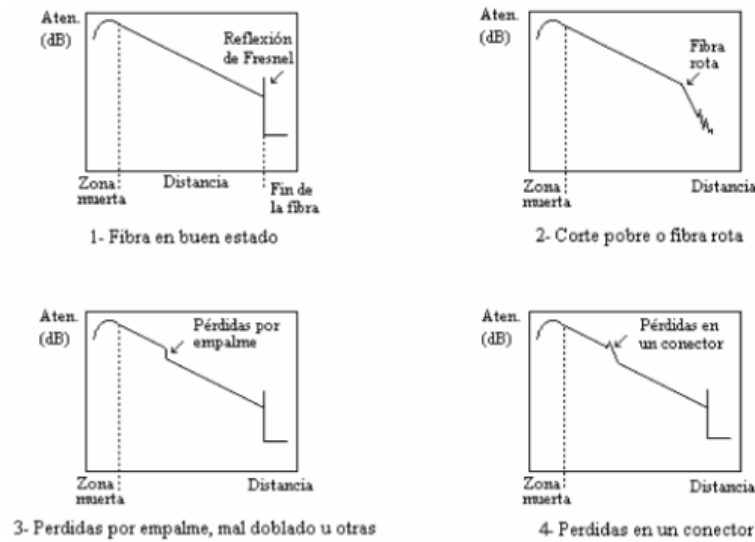 Aten.
(dB)
Reflexión
de Fresnel
Zona
muerta
Distancia
Fin de
la fibra
1- Fibra en buen estado
Aten.
(dB)
Fibra
rota
Zona
muerta
Distancia
2- Corte pobre o fibra rota
Aten.
(dB)
Pérdidas por
empalme
Zona
muerta
Distancia
3- Perdidas por empalme, mal doblado u otras
Aten.
(dB)
Pérdidas en
un conector
Zona
muerta
Distancia
4- Perdidas en un conector